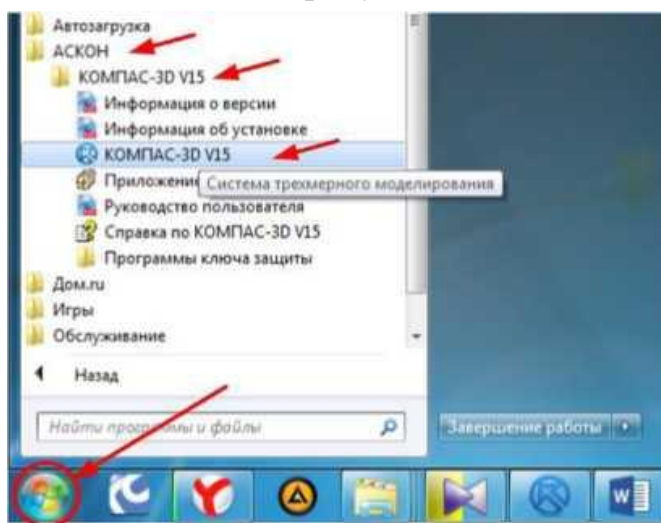 Автозагрузка
АСКОН
КОМПАС-3D V15
Информация о версии
Информация об установке
КОМПАС-3D V15
Приложение
Система трехмерного моделирования
Руководство пользователя
Справка по КОМПАС-3D V15
Программы ключа защиты
Дом.ru
Игры
Обслуживание
Назад
Найти программы и файлы
Завершение работы
W